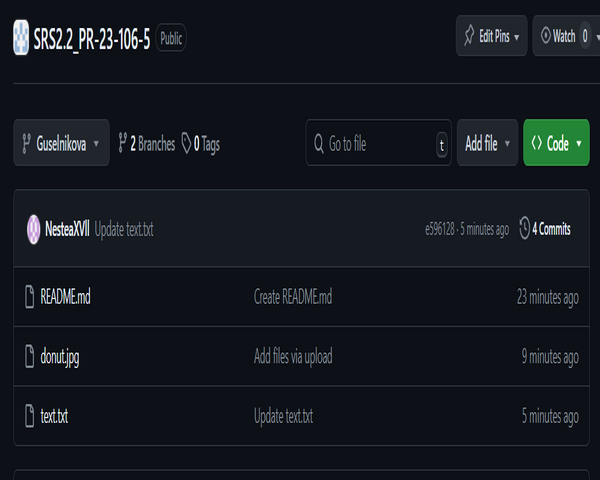 SRS2.2_PR-23-106-5 Public Edit Pins Watch 0
Guselnikova 2 Branches 0 Tags Go to file t Add file Code
NesteaXVII Update text.txt e596128 · 5 minutes ago 4 Commits
README.md Create README.md 23 minutes ago
donut.jpg Add files via upload 9 minutes ago
text.txt Update text.txt 5 minutes ago